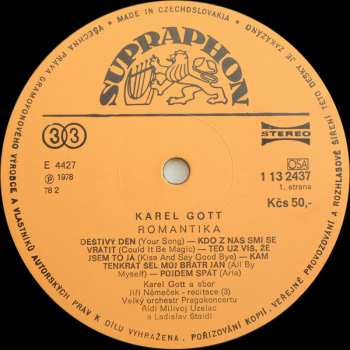 MADE IN CZECHOSLOVAKIA
VŠECHNA PRÁVA GRAMOFONOVÉHO VÝROBCE A VLASTNÍKŮ AUTORSKÝCH PRÁV K DÍLU VYHRAŽENA. POŘIZOVÁNÍ KOPIÍ, VEŘEJNÉ PROVOZOVÁNÍ A ROZHLASOVÉ ŠÍŘENÍ TÉTO DESKY JE ZAKÁZÁNO
SUPRAPHON
33
STEREO
E 4427
OSA
℗ 1978
1 13 2437
78 2
1. strana
Kčs 50,-
KAREL GOTT
ROMANTIKA
DEŠTIVÝ DEN (Your Song) — KDO Z NÁS SMÍ SE
VRÁTIT (Could It Be Magic) — TEĎ UŽ VÍŠ, ŽE
JSEM TO JÁ (Kiss And Say Good Bye) — KAM
TENKRÁT ŠEL MŮJ BRATR JAN (All By
Myself) — PŮJDEM SPÁT (Aria)
Karel Gott a sbor
Jiří Němeček - recitace (3)
Velký orchestr Pragokoncertu
Řídí Milivoj Uzelac
a Ladislav Štaidl